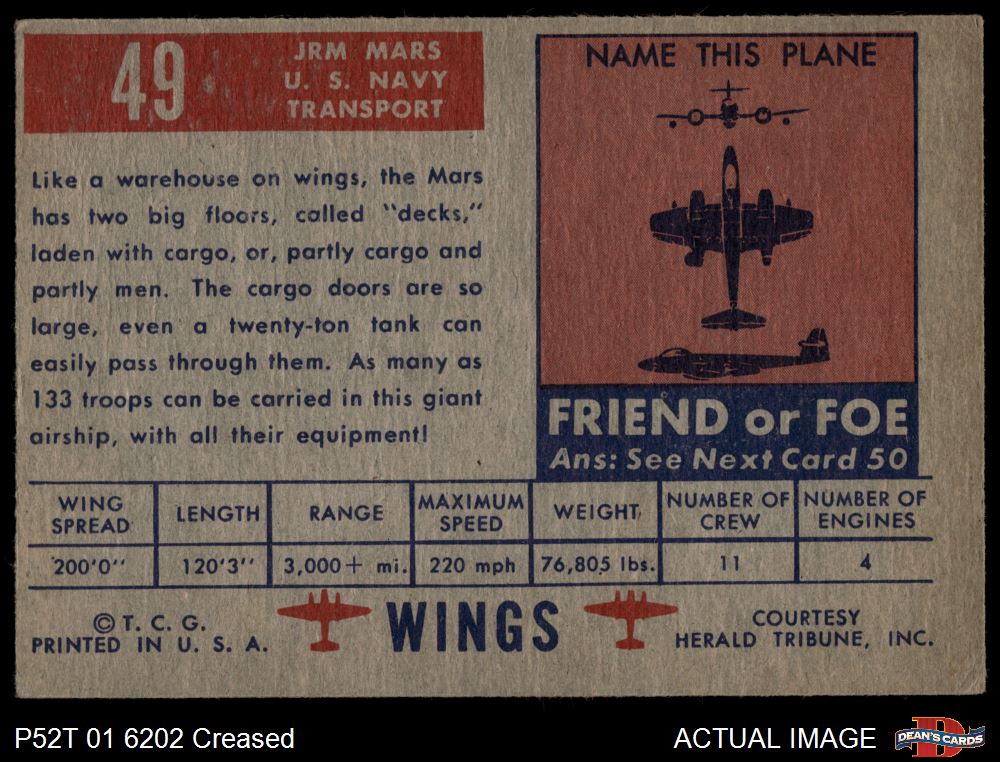 49
JRM MARS
U. S. NAVY
TRANSPORT
Like a warehouse on wings, the Mars
has two big floors, called "decks,"
laden with cargo, or, partly cargo and
partly men. The cargo doors are so
large, even a twenty-ton tank can
easily pass through them. As many as
133 troops can be carried in this giant
airship, with all their equipment!
NAME THIS PLANE
FRIEND or FOE
Ans: See Next Card 50
WING SPREAD
LENGTH
RANGE
MAXIMUM SPEED
WEIGHT
NUMBER OF CREW
NUMBER OF ENGINES
200'0"
120'3"
3,000+ mi.
220 mph
76,805 lbs.
11
4
© T. C. G.
PRINTED IN U. S. A.
WINGS
COURTESY
HERALD TRIBUNE, INC.
P52T 01 6202 Creased
ACTUAL IMAGE
D
DEAN'S CARDS